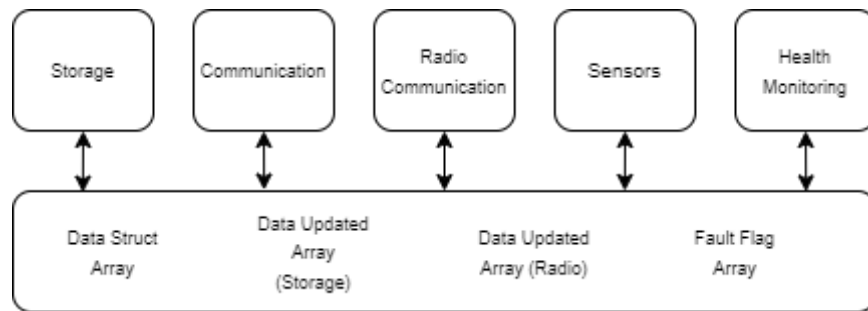 Storage
Communication
Radio
Communication
Sensors
Health
Monitoring
Data Struct
Array
Data Updated
Array
(Storage)
Data Updated
Array (Radio)
Fault Flag
Array